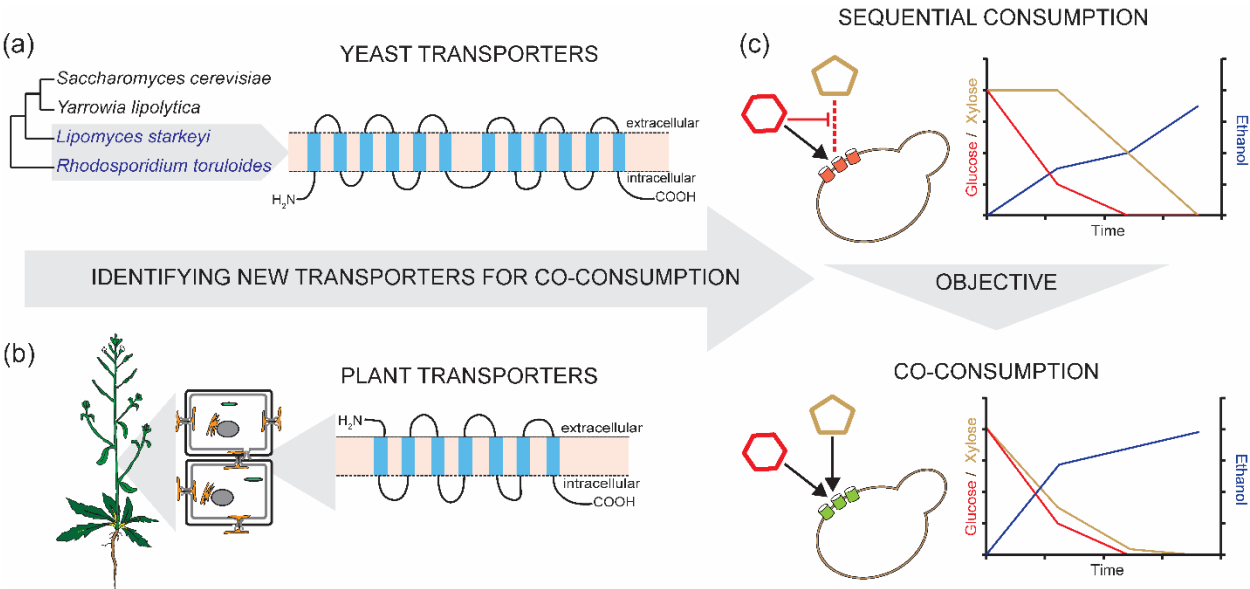 (a)
YEAST TRANSPORTERS
Saccharomyces cerevisiae
Yarrowia lipolytica
Lipomyces starkeyi
Rhodosporidium toruloides
extracellular
intracellular
H2N
COOH
(c)
SEQUENTIAL CONSUMPTION
Glucose / Xylose
Ethanol
Time
IDENTIFYING NEW TRANSPORTERS FOR CO-CONSUMPTION
OBJECTIVE
(b)
PLANT TRANSPORTERS
H2N
extracellular
intracellular
COOH
CO-CONSUMPTION
Glucose / Xylose
Ethanol
Time